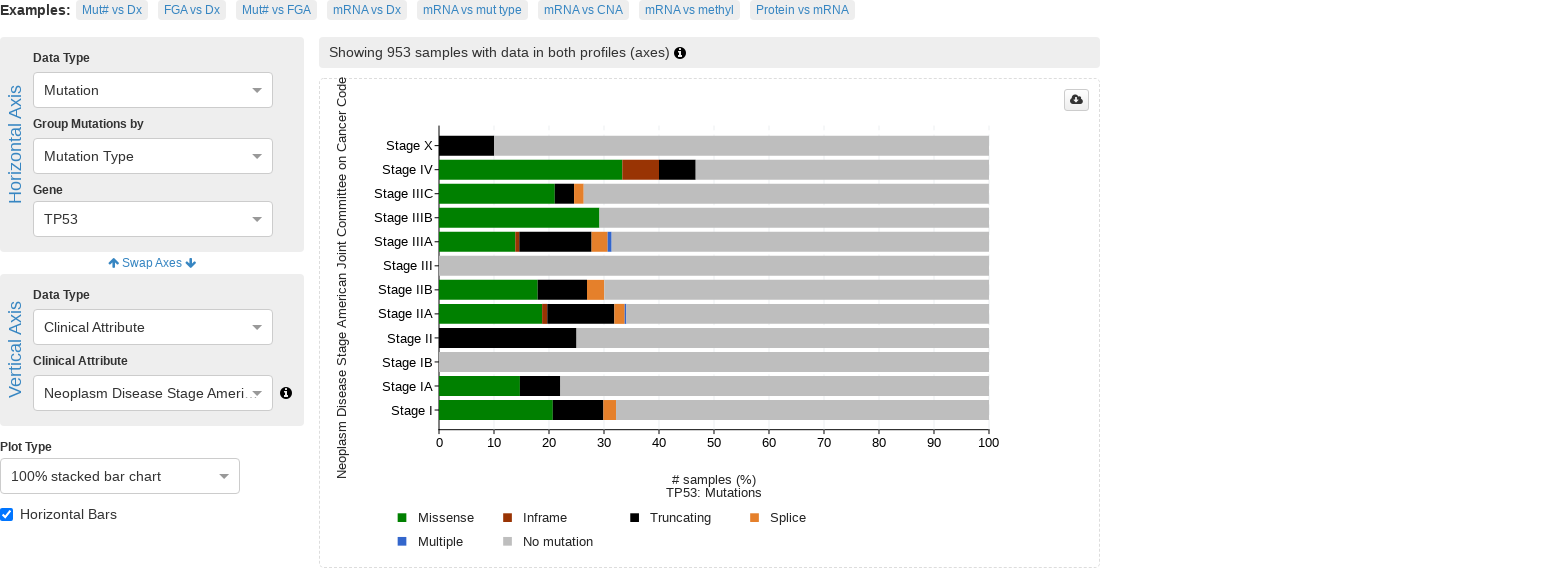 Examples: Mut# vs Dx FGA vs Dx Mut# vs FGA mRNA vs Dx mRNA vs mut type mRNA vs CNA mRNA vs methyl Protein vs mRNA
Horizontal Axis
Data Type
Mutation
Group Mutations by
Mutation Type
Gene
TP53
Swap Axes
Vertical Axis
Data Type
Clinical Attribute
Clinical Attribute
Neoplasm Disease Stage Ameri...
Plot Type
100% stacked bar chart
Horizontal Bars
Showing 953 samples with data in both profiles (axes)
Neoplasm Disease Stage American Joint Committee on Cancer Code
Stage X
Stage IV
Stage IIIC
Stage IIIB
Stage IIIA
Stage III
Stage IIB
Stage IIA
Stage II
Stage IB
Stage IA
Stage I
0 10 20 30 40 50 60 70 80 90 100
# samples (%)
TP53: Mutations
Missense Inframe Truncating Splice
Multiple No mutation